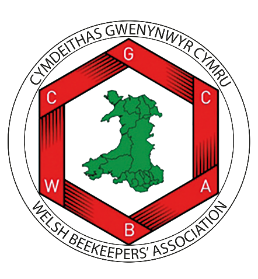 CYMDEITHAS GWENYNWYR CYMRU
G
C C
W A
B
WELSH BEEKEEPERS' ASSOCIATION